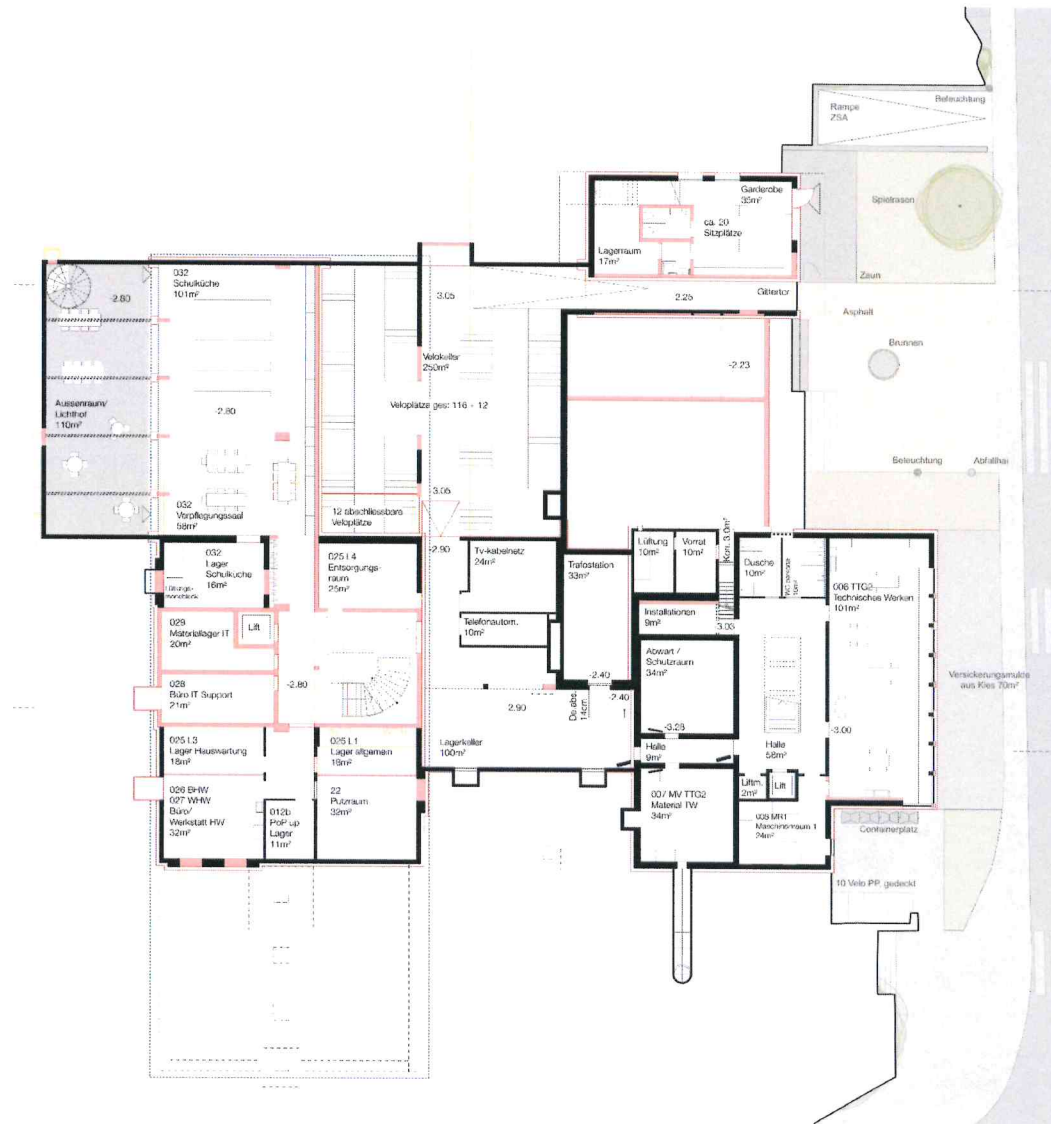 Rampe
ZSA
Beleuchtung
Spielrasen
Garderobe
35m²
ca. 20
Sitzplätze
Lagerraum
17m²
Zaun
Gittertor
2.25
Asphalt
Brunnen
032
Schulküche
101m²
-2.80
3.05
Velokeller
250m²
Veloplätze ges: 116 - 12
-2.23
Aussenraum/
Lichthof
110m²
-2.80
Beleuchtung
Abfallhai
032
Verpflegungssaal
58m²
3.05
12 abschliessbare
Veloplätze
032
Lager
Schulküche
16m²
025 L4
Entsorgungs-
raum
25m²
-2.90
Tv-kabelnetz
24m²
Trafostation
33m²
Lüftung
10m²
Vorrat
10m²
Dusche
10m²
006 TTG2
Technisches Werken
101m²
Installationen
9m²
-3.03
029
Materiallager IT
20m²
Lift
Telefonautom.
10m²
Abwart /
Schutzraum
34m²
028
Büro IT Support
21m²
-2.80
-2.40
-2.40
14cm
Versickerungsmulde
aus Kies 70m²
2.90
-3.28
-3.00
025 L3
Lager Hauswartung
18m²
Lager allgemein
Lagerkeller
100m²
Halle
9m²
Halle
58m²
026 BHW
027 WHW
Büro/
Werkstatt HW
32m²
012b
PoP up
Lager
11m²
22
Putzraum
32m²
007 MV TTG2
Material TW
34m²
Liftm.
2m²
Lift
Maschinenraum 1
24m²
Containerplatz
10 Velo PP, gedeckt